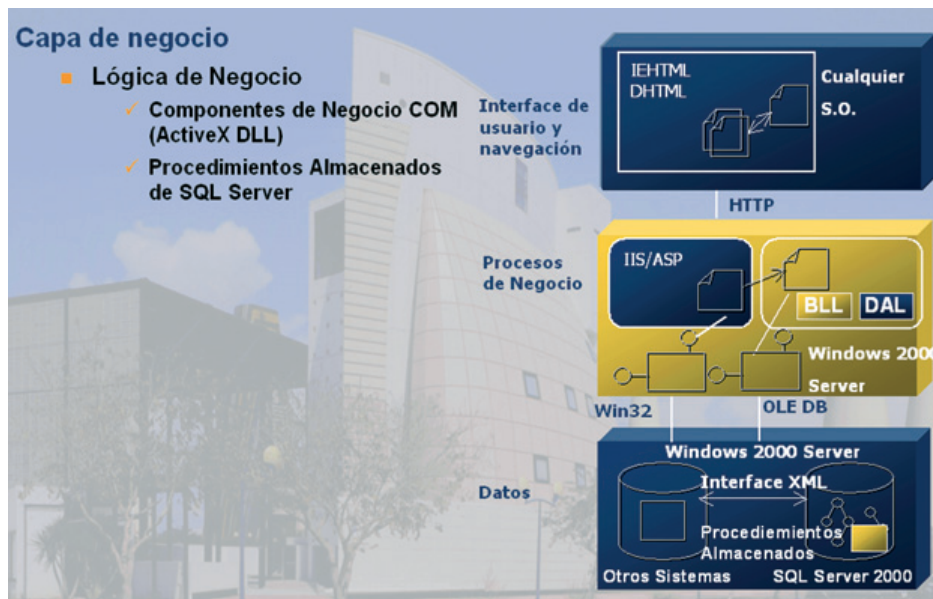 Capa de negocio
Lógica de Negocio
Componentes de Negocio COM
(ActiveX DLL)
Procedimientos Almacenados
de SQL Server
Interface de
usuario y
navegación
IEHTML
DHTML
Cualquier
S.O.
HTTP
Procesos
de Negocio
IIS/ASP
BLL
DAL
Windows 2000
Server
Win32
OLE DB
Datos
Windows 2000 Server
Interface XML
Procediemientos
Almacenados
Otros Sistemas
SQL Server 2000